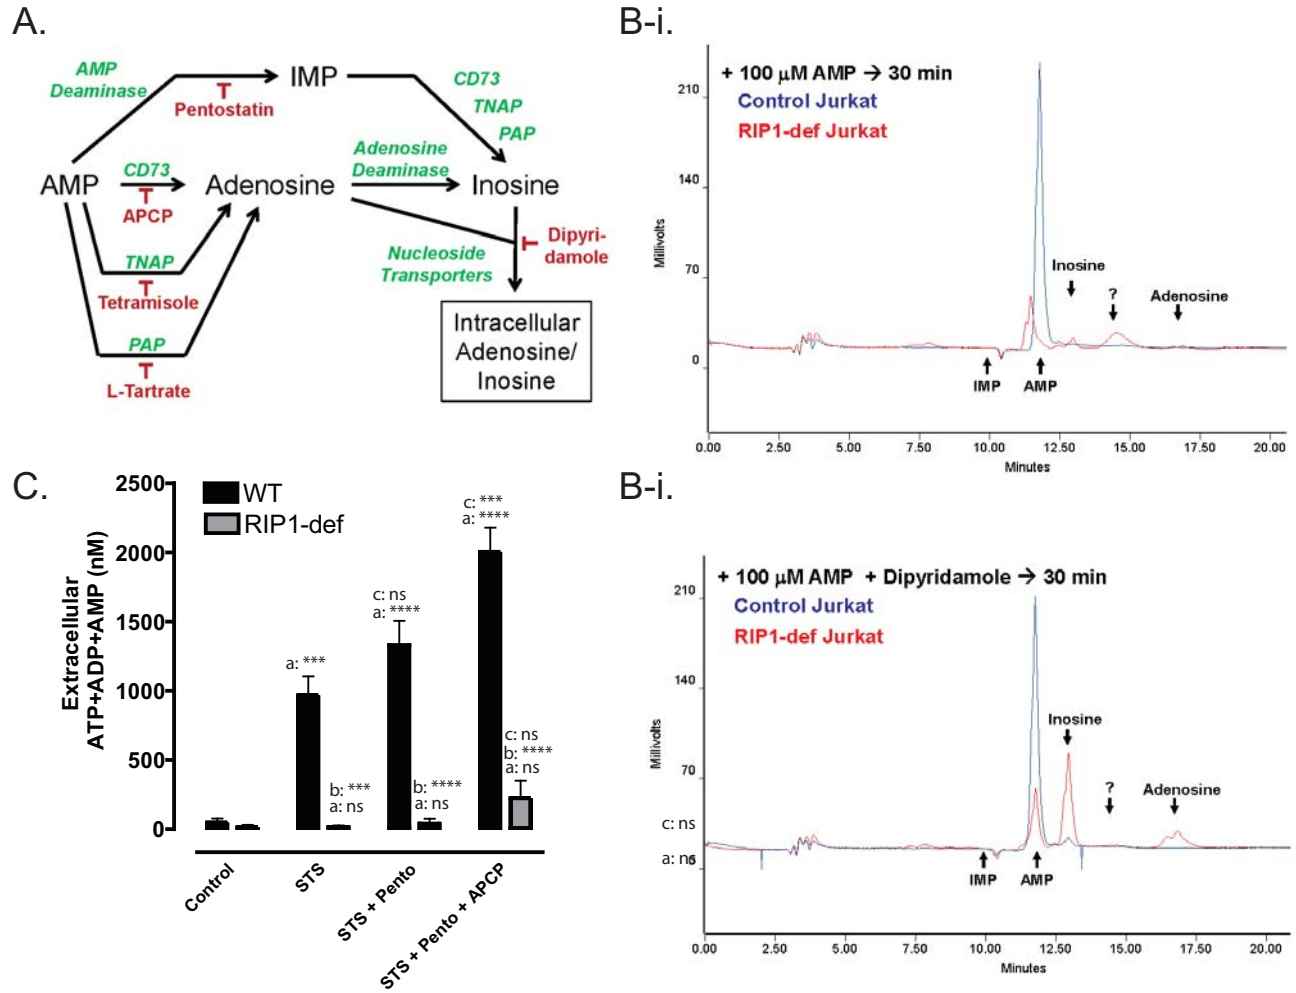 A.
AMP
Deaminase
IMP
Pentostatin
CD73
TNAP
PAP
AMP
CD73
APCP
Adenosine
Adenosine
Deaminase
Inosine
TNAP
Tetramisole
Nucleoside
Transporters
Dipyri-
damole
PAP
L-Tartrate
Intracellular
Adenosine/
Inosine
B-i.
+ 100 µM AMP → 30 min
Control Jurkat
RIP1-def Jurkat
210
140
70
0
Millivolts
Inosine
?
Adenosine
IMP
AMP
0.00 2.50 5.00 7.50 10.00 12.50 15.00 17.50 20.00
Minutes
C.
WT
RIP1-def
2500
2000
1500
1000
500
0
Extracellular
ATP+ADP+AMP (nM)
a: ***
b: ***
a: ns
c: ns
a: ****
b: ****
a: ns
c: ***
a: ****
c: ns
b: ****
a: ns
Control
STS
STS + Pento
STS + Pento + APCP
B-i.
+ 100 µM AMP + Dipyridamole → 30 min
Control Jurkat
RIP1-def Jurkat
210
140
70
Millivolts
c: ns
a: ns
Inosine
?
Adenosine
IMP
AMP
0.00 2.50 5.00 7.50 10.00 12.50 15.00 17.50 20.00
Minutes